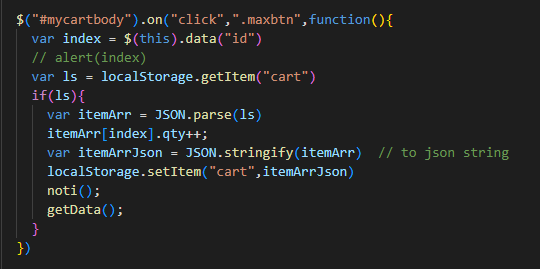 $("#mycartbody").on("click",".maxbtn",function(){
var index = $(this).data("id")
// alert(index)
var ls = localStorage.getItem("cart")
if(ls){
var itemArr = JSON.parse(ls)
itemArr[index].qty++;
var itemArrJson = JSON.stringify(itemArr)  // to json string
localStorage.setItem("cart",itemArrJson)
noti();
getData();
}
})